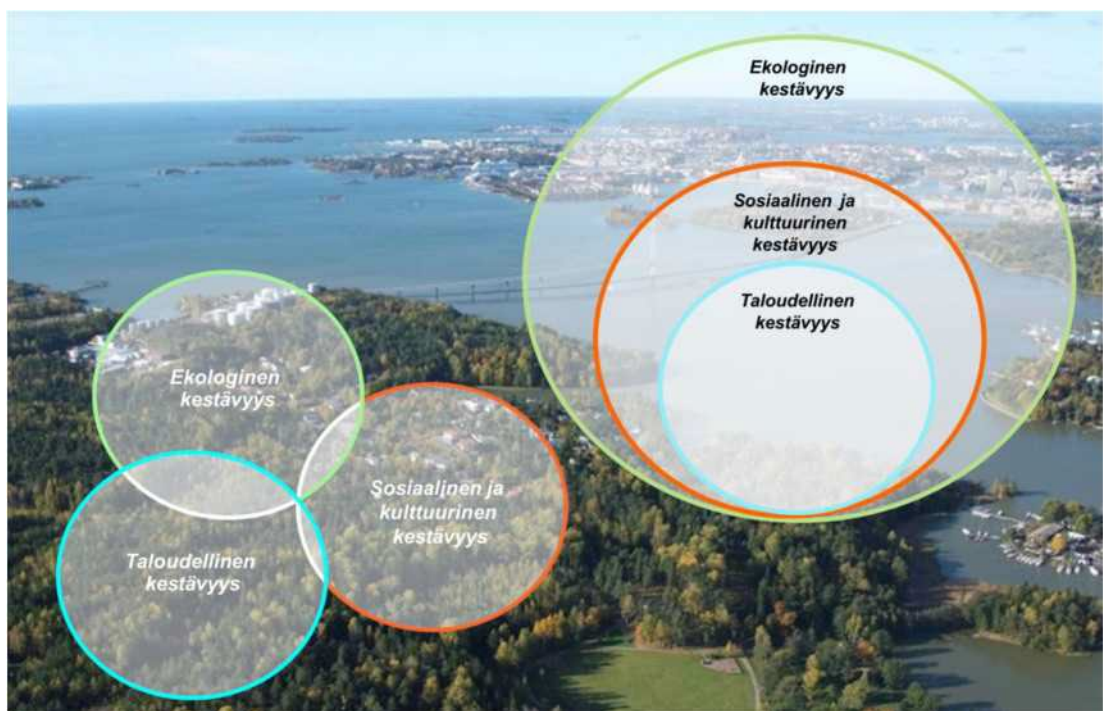 Ekologinen
kestävyys
Sosiaalinen ja
kulttuurinen
kestävyys
Taloudellinen
kestävyys
Ekologinen
kestävyys
Sosiaalinen ja
kulttuurinen
kestävyys
Taloudellinen
kestävyys